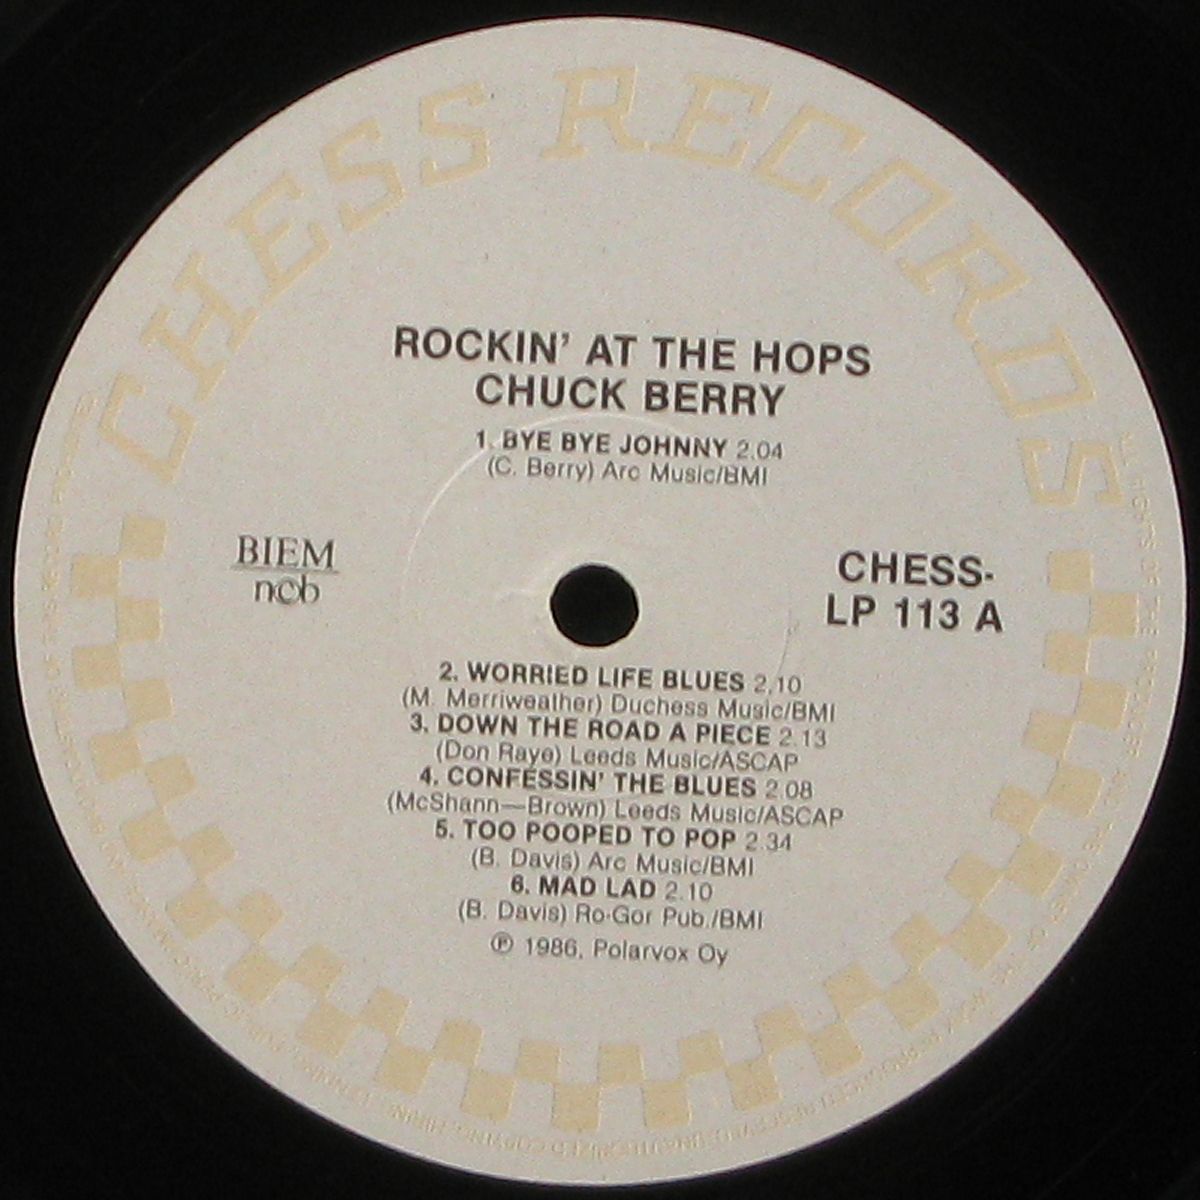 CHESS RECORDS
ROCKIN' AT THE HOPS
CHUCK BERRY
1. BYE BYE JOHNNY 2.04
(C. Berry) Arc Music/BMI
BIEM
ncb
CHESS-
LP 113 A
2. WORRIED LIFE BLUES 2.10
(M. Merriweather) Duchess Music/BMI
3. DOWN THE ROAD A PIECE 2.13
(Don Raye) Leeds Music/ASCAP
4. CONFESSIN' THE BLUES 2.08
(McShann—Brown) Leeds Music/ASCAP
5. TOO POOPED TO POP 2.34
(B. Davis) Arc Music/BMI
6. MAD LAD 2.10
(B. Davis) Ro-Gor Pub./BMI
℗ 1986, Polarvox Oy